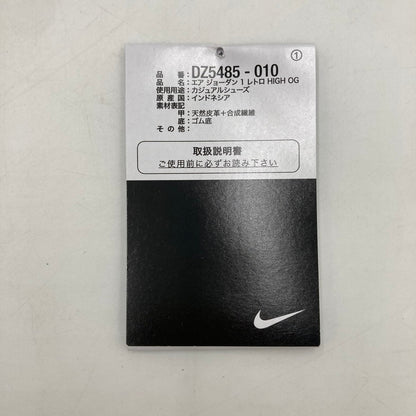 ①
品番: DZ5485 - 010
品名: エア ジョーダン 1 レトロ HIGH OG
使用用途: カジュアルシューズ
原産国: インドネシア
素材表記
甲: 天然皮革+合成繊維
底: ゴム底
その他:
取扱説明書
ご使用前に必ずお読み下さい